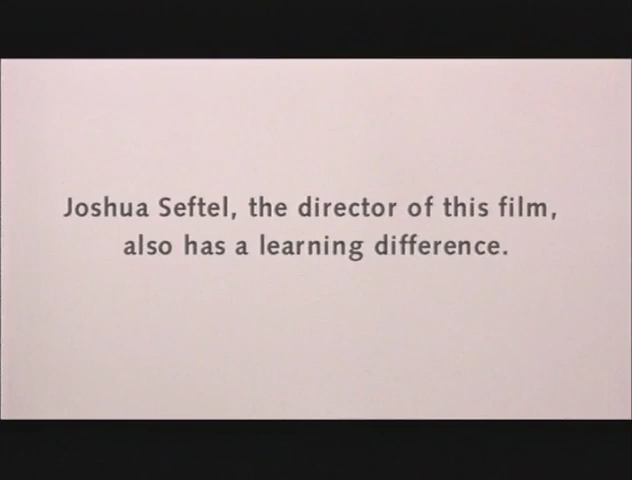 Joshua Seftel, the director of this film,
also has a learning difference.